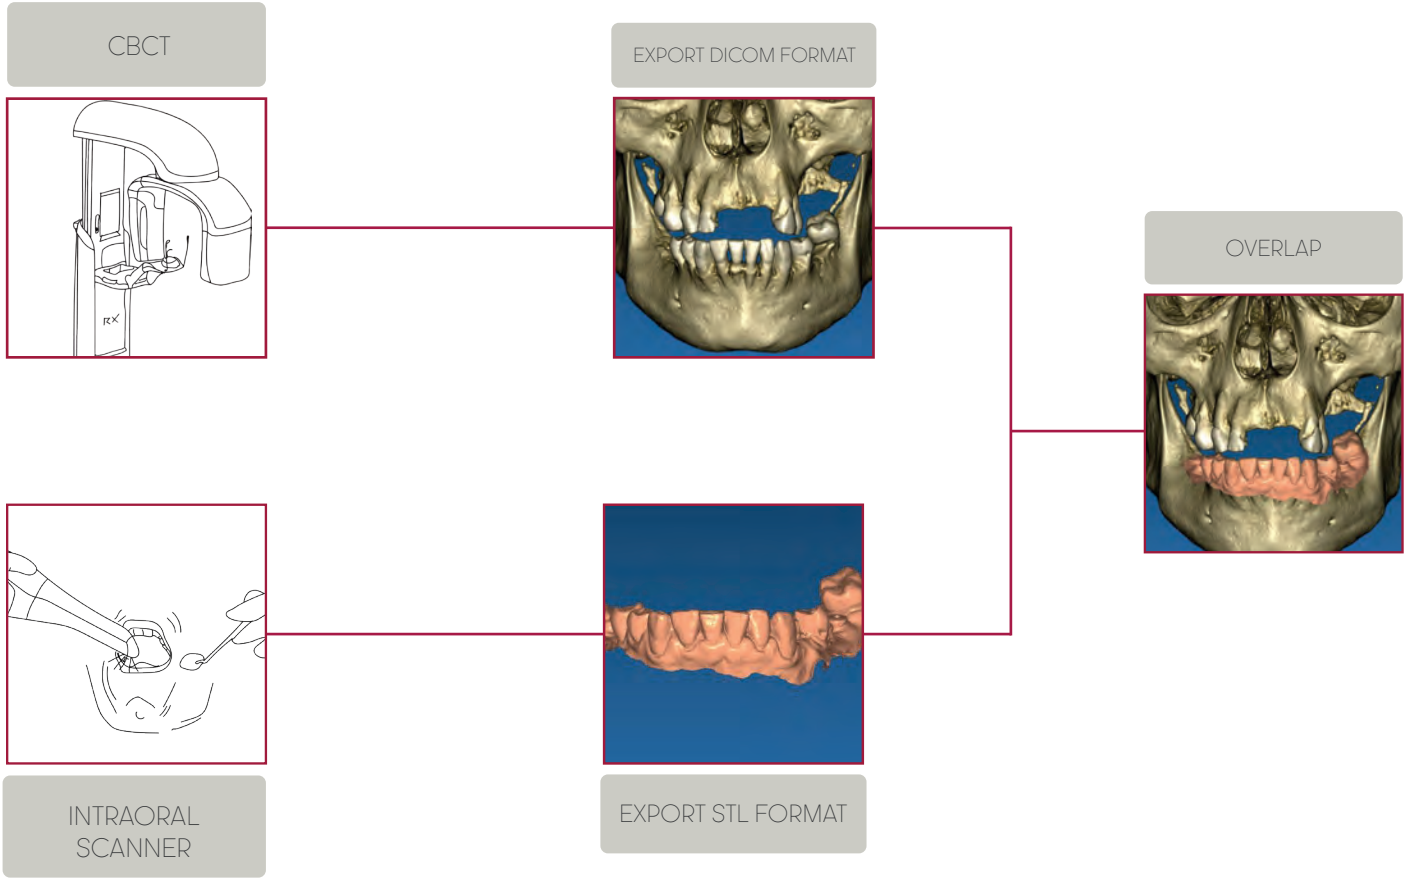 CBCT
EXPORT DICOM FORMAT
OVERLAP
RX
INTRAORAL
SCANNER
EXPORT STL FORMAT